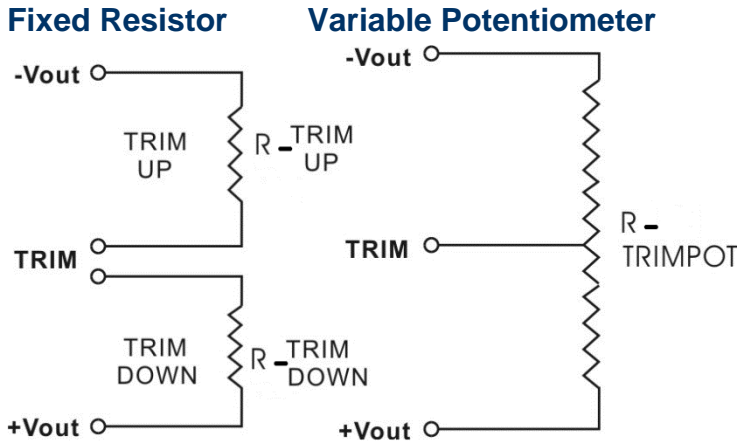 Fixed Resistor
-Vout
TRIM
UP
R - TRIM
UP
TRIM
TRIM
DOWN
R - TRIM
DOWN
+Vout
Variable Potentiometer
-Vout
TRIM
R -
TRIMPOT
+Vout